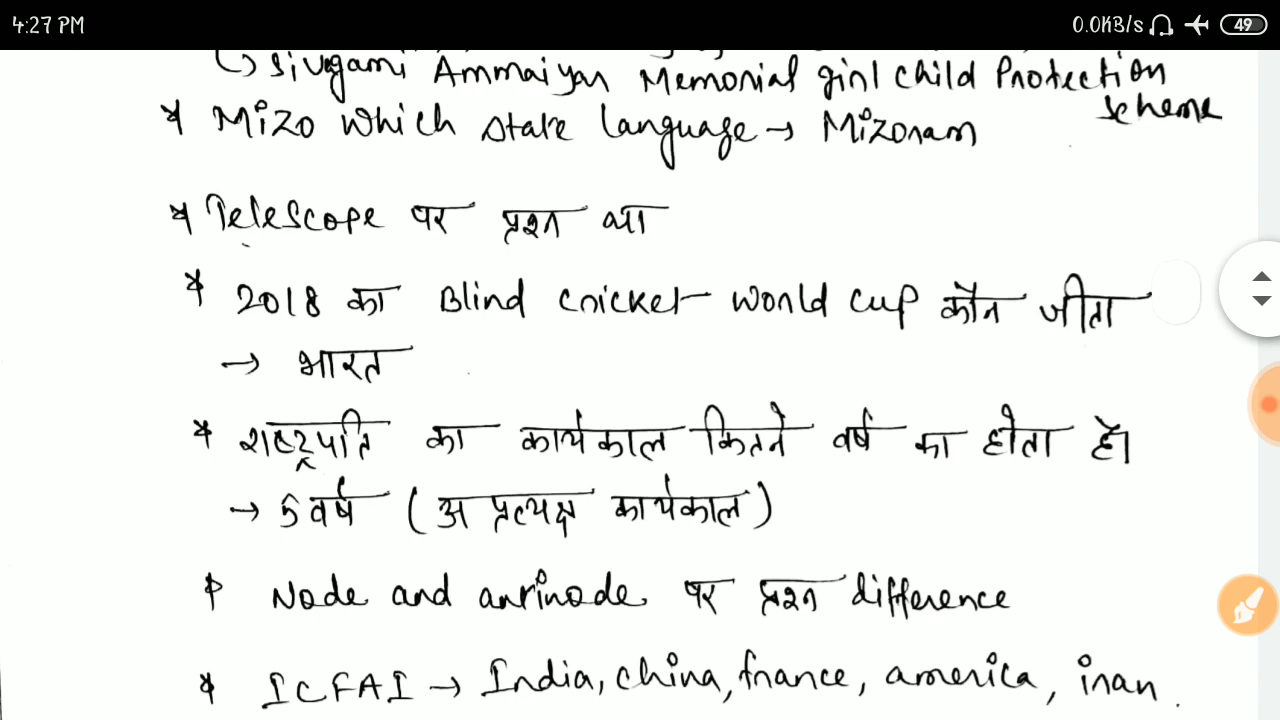 4:27 PM 0.0KB/s 49
↳ Sivagami Ammaiyar Memorial girl child Protection
scheme
* Mizo which state language → Mizoram
* Telescope पर प्रश्न था
* 2018 का Blind cricket world cup कौन जीता
→ भारत
* राष्ट्रपति का कार्यकाल कितने वर्ष का होता है।
→ 5 वर्ष (अ प्रत्यक्ष कार्यकाल)
* Node and antinode पर प्रश्न difference
* ICFAI → India, china, france, america, iran.